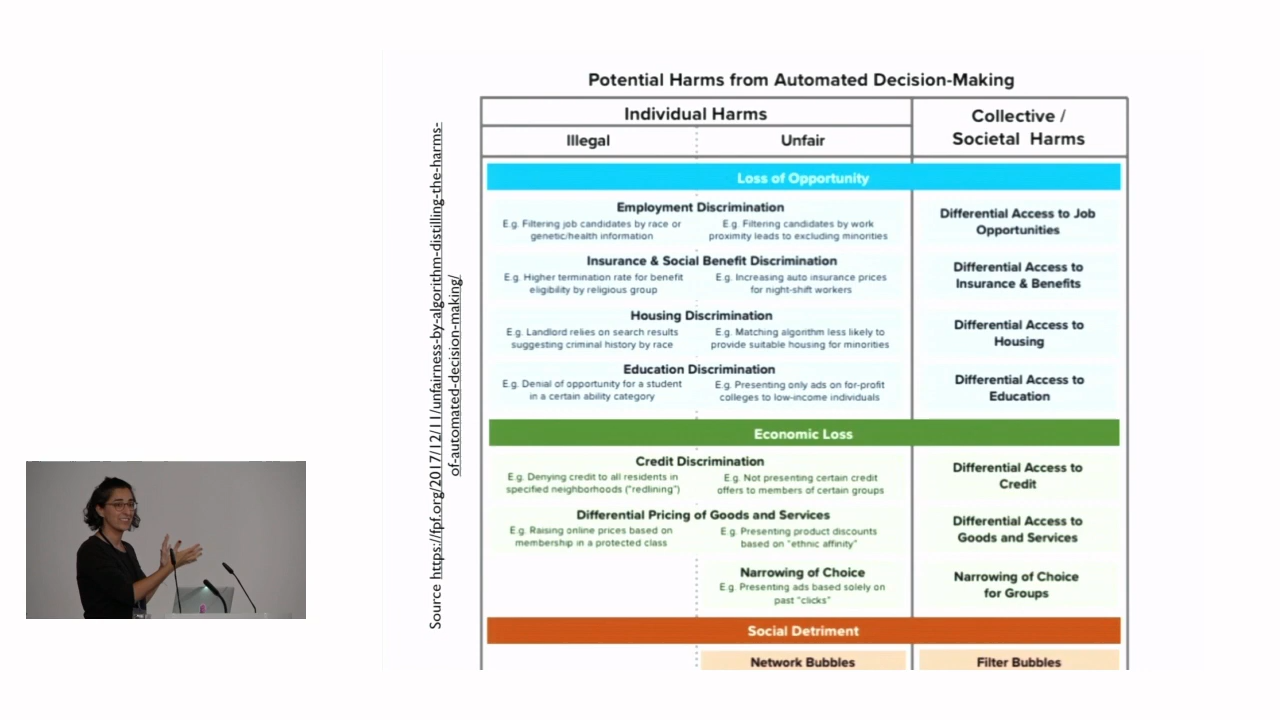 Potential Harms from Automated Decision-Making
Individual Harms
Collective /
Societal Harms
Illegal
Unfair
Loss of Opportunity
Employment Discrimination
E.g. Filtering job candidates by race or
genetic/health information
E.g. Filtering candidates by work
proximity leads to excluding minorities
Differential Access to Job
Opportunities
Insurance & Social Benefit Discrimination
E.g. Higher termination rate for benefit
eligibility by religious group
E.g. Increasing auto insurance prices
for night-shift workers
Differential Access to
Insurance & Benefits
Housing Discrimination
E.g. Landlord relies on search results
suggesting criminal history by race
E.g. Matching algorithm less likely to
provide suitable housing for minorities
Differential Access to
Housing
Education Discrimination
E.g. Denial of opportunity for a student
in a certain ability category
E.g. Presenting only ads on for-profit
colleges to low-income individuals
Differential Access to
Education
Economic Loss
Credit Discrimination
E.g. Denying credit to all residents in
specified neighborhoods ("redlining")
E.g. Not presenting certain credit
offers to members of certain groups
Differential Access to
Credit
Differential Pricing of Goods and Services
E.g. Raising online prices based on
membership in a protected class
E.g. Presenting product discounts
based on "ethnic affinity"
Differential Access to
Goods and Services
Narrowing of Choice
E.g. Presenting ads based solely on
past "clicks"
Narrowing of Choice
for Groups
Social Detriment
Network Bubbles
Filter Bubbles
Source https://fpf.org/2017/12/11/unfairness-by-algorithm-distilling-the-harms-
of-automated-decision-making/